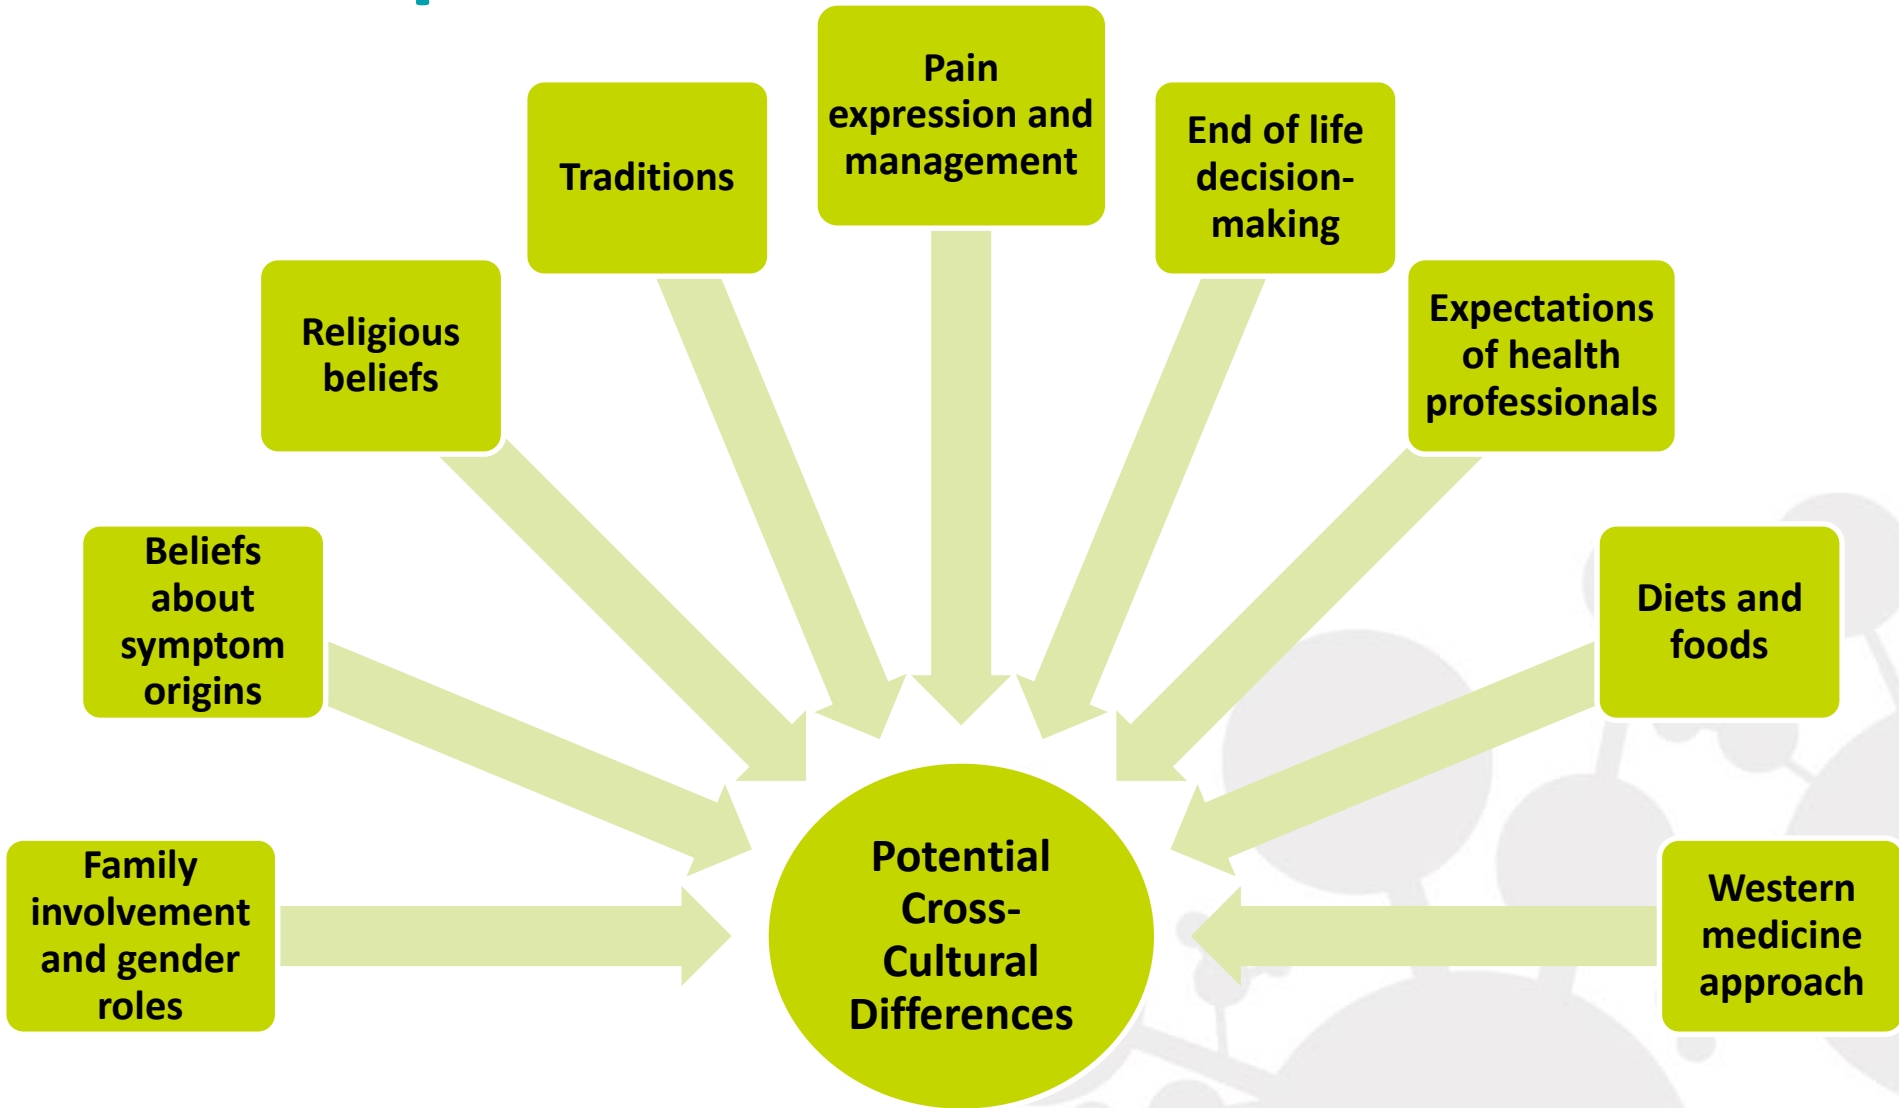 Family
involvement
and gender
roles
Beliefs
about
symptom
origins
Religious
beliefs
Traditions
Pain
expression and
management
End of life
decision-
making
Expectations
of health
professionals
Diets and
foods
Western
medicine
approach
Potential
Cross-
Cultural
Differences